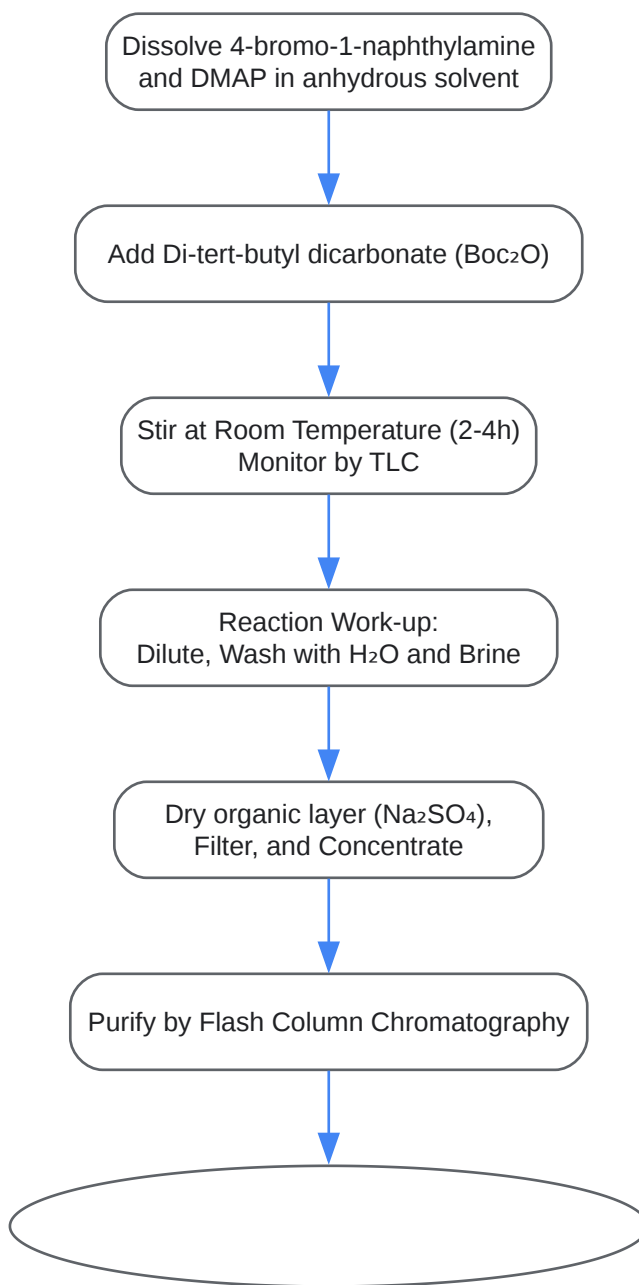 Dissolve 4-bromo-1-naphthylamine
and DMAP in anhydrous solvent
Add Di-tert-butyl dicarbonate (Boc₂O)
Stir at Room Temperature (2-4h)
Monitor by TLC
Reaction Work-up:
Dilute, Wash with H₂O and Brine
Dry organic layer (Na₂SO₄),
Filter, and Concentrate
Purify by Flash Column Chromatography